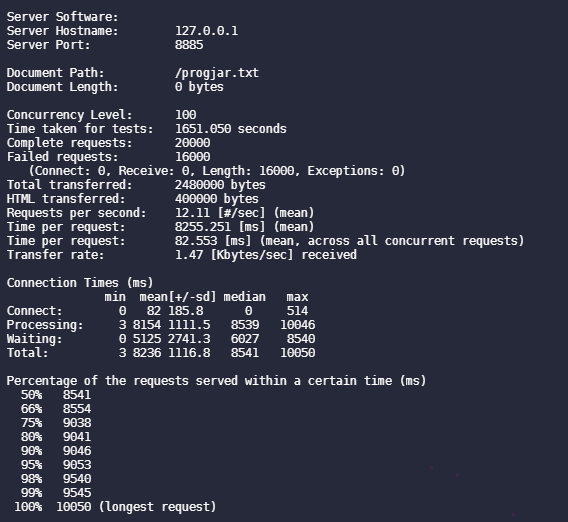 Server Software:
Server Hostname:        127.0.0.1
Server Port:            8885

Document Path:          /progjar.txt
Document Length:        0 bytes

Concurrency Level:      100
Time taken for tests:   1651.050 seconds
Complete requests:      20000
Failed requests:        16000
   (Connect: 0, Receive: 0, Length: 16000, Exceptions: 0)
Total transferred:      2480000 bytes
HTML transferred:       400000 bytes
Requests per second:    12.11 [#/sec] (mean)
Time per request:       8255.251 [ms] (mean)
Time per request:       82.553 [ms] (mean, across all concurrent requests)
Transfer rate:          1.47 [Kbytes/sec] received

Connection Times (ms)
              min  mean[+/-sd] median   max
Connect:        0   82 185.8      0     514
Processing:     3 8154 1111.5   8539   10046
Waiting:        0 5125 2741.3   6027    8540
Total:          3 8236 1116.8   8541   10050

Percentage of the requests served within a certain time (ms)
  50%   8541
  66%   8554
  75%   9038
  80%   9041
  90%   9046
  95%   9053
  98%   9540
  99%   9545
 100%  10050 (longest request)